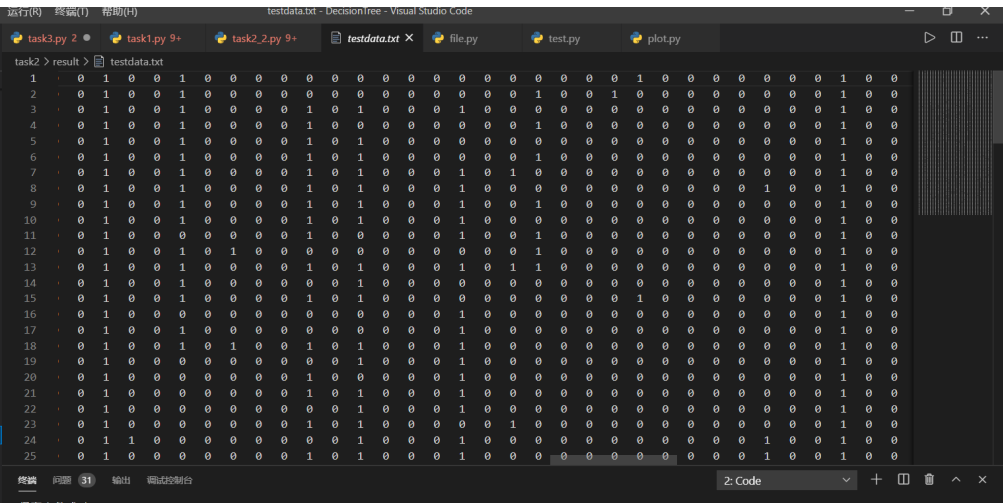 运行(R) 终端(T) 帮助(H) testdata.txt - DecisionTree - Visual Studio Code
task3.py 2 task1.py 9+ task2_2.py 9+ testdata.txt file.py test.py plot.py
task2 > result > testdata.txt
1 0 1 0 0 1 0 0 0 0 0 0 0 0 0 0 0 0 0 0 0 0 0 1 0 0 0 0 0 0 0 1 0 0
2 0 1 0 0 1 0 0 0 0 0 0 0 0 0 0 0 0 0 1 0 0 1 0 0 0 0 0 0 0 0 1 0 0
3 0 1 0 0 1 0 0 0 0 1 0 1 0 0 0 1 0 0 0 0 0 0 0 0 0 0 0 0 0 0 1 0 0
4 0 1 0 0 1 0 0 0 0 1 0 0 0 0 0 0 0 0 1 0 0 0 0 0 0 0 0 0 0 0 1 0 0
5 0 1 0 0 1 0 0 0 0 1 0 1 0 0 0 0 0 0 0 0 0 0 0 0 0 0 0 0 0 0 1 0 0
6 0 1 0 0 1 0 0 0 0 1 0 1 0 0 0 0 0 0 1 0 0 0 0 0 0 0 0 0 0 0 1 0 0
7 0 1 0 0 1 0 0 0 0 1 0 1 0 0 0 1 0 1 0 0 0 0 0 0 0 0 0 0 0 0 1 0 0
8 0 1 0 0 1 0 0 0 0 1 0 1 0 0 0 1 0 0 0 0 0 0 0 0 0 0 0 1 0 0 1 0 0
9 0 1 0 0 1 0 0 0 0 1 0 1 0 0 0 1 0 0 1 0 0 0 0 0 0 0 0 0 0 0 1 0 0
10 0 1 0 0 1 0 0 0 0 1 0 1 0 0 0 1 0 0 0 0 0 0 0 0 0 0 0 0 0 0 1 0 0
11 0 1 0 0 1 0 0 0 0 1 0 0 0 0 0 1 0 0 1 0 0 0 0 0 0 0 0 0 0 0 1 0 0
12 0 1 0 0 1 0 1 0 0 0 0 0 0 0 0 0 0 0 1 0 0 0 0 0 0 0 0 0 0 0 1 0 0
13 0 1 0 0 1 0 0 0 0 1 0 1 0 0 0 1 0 1 1 0 0 0 0 0 0 0 0 0 0 0 1 0 0
14 0 1 0 0 1 0 0 0 0 0 0 1 0 0 0 1 0 0 0 0 0 0 0 0 0 0 0 0 0 0 1 0 0
15 0 1 0 0 1 0 0 0 0 1 0 1 0 0 0 1 0 0 0 0 0 0 1 0 0 0 0 0 0 0 1 0 0
16 0 1 0 0 0 0 0 0 0 0 0 0 0 0 0 1 0 0 0 0 0 0 0 0 0 0 0 0 0 0 1 0 0
17 0 1 0 0 1 0 0 0 0 0 0 0 0 0 0 1 0 0 0 0 0 0 0 0 0 0 0 0 0 0 1 0 0
18 0 1 0 0 1 0 1 0 0 1 0 1 0 0 0 1 0 0 0 0 0 0 0 0 0 0 0 0 0 0 1 0 0
19 0 1 0 0 0 0 0 0 0 0 0 1 0 0 0 1 0 0 0 0 0 0 0 0 0 0 0 0 0 0 1 0 0
20 0 1 0 0 0 0 0 0 0 1 0 0 0 0 0 1 0 0 0 0 0 0 0 0 0 0 0 0 0 0 1 0 0
21 0 1 0 0 0 0 0 0 0 1 0 1 0 0 0 1 0 0 0 0 0 0 0 0 0 0 0 0 0 0 1 0 0
22 0 1 0 0 0 0 0 0 0 0 0 1 0 0 0 1 0 0 0 0 0 0 0 0 0 0 0 0 0 0 1 0 0
23 0 1 0 0 0 0 0 0 0 1 0 1 0 0 0 0 0 1 0 0 0 0 0 0 0 0 0 0 0 0 1 0 0
24 0 1 1 0 0 0 0 0 0 0 0 1 0 0 0 1 0 0 0 0 0 0 0 0 0 0 0 1 0 0 1 0 0
25 0 1 0 0 0 0 0 0 0 1 0 1 0 0 0 1 0 0 0 0 0 0 0 0 0 0 0 1 0 0 1 0 0
终端 问题 31 输出 调试控制台 2: Code